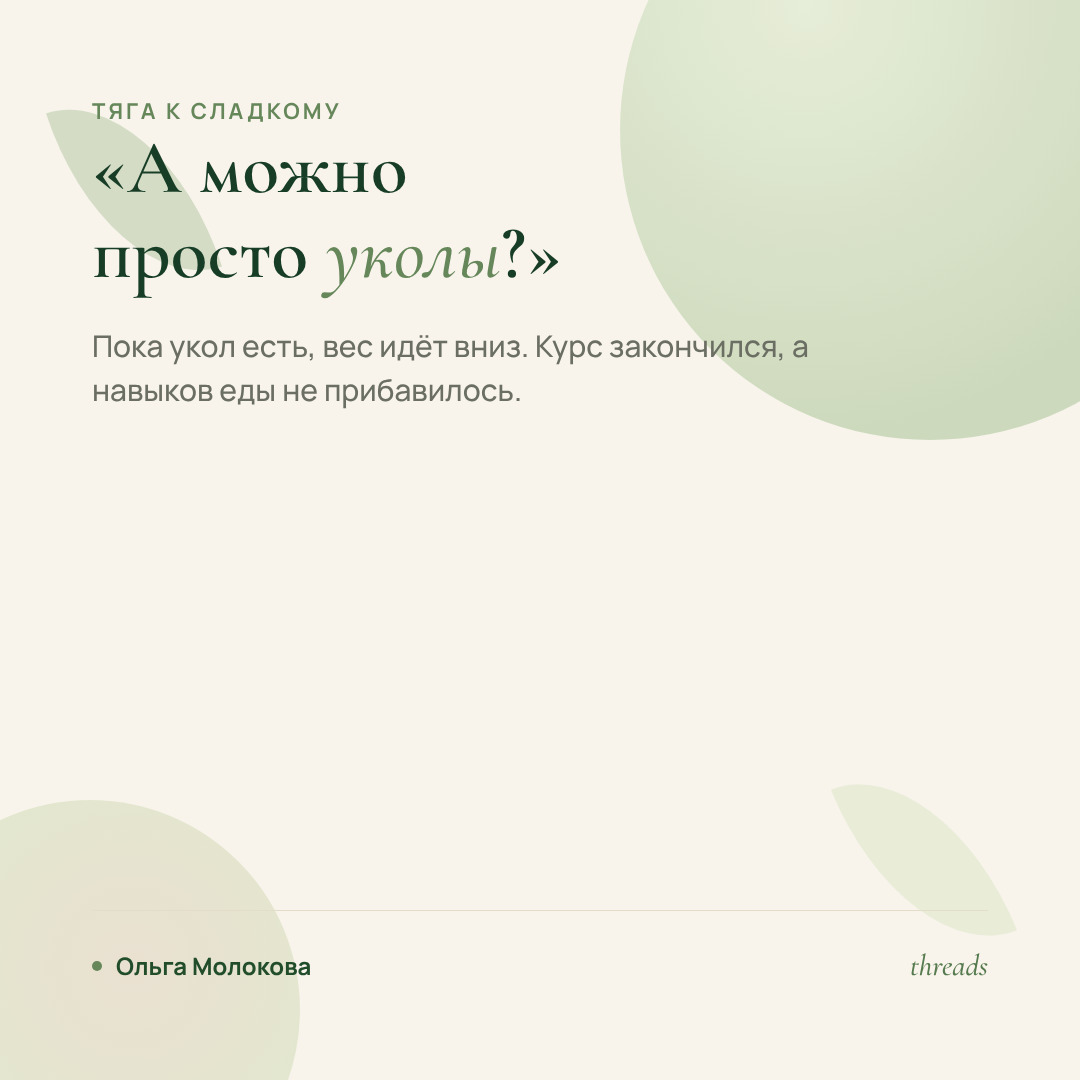 ТЯГА К СЛАДКОМУ
«А можно
просто уколы?»
Пока укол есть, вес идёт вниз. Курс закончился, а
навыков еды не прибавилось.
Ольга Молокова
threads